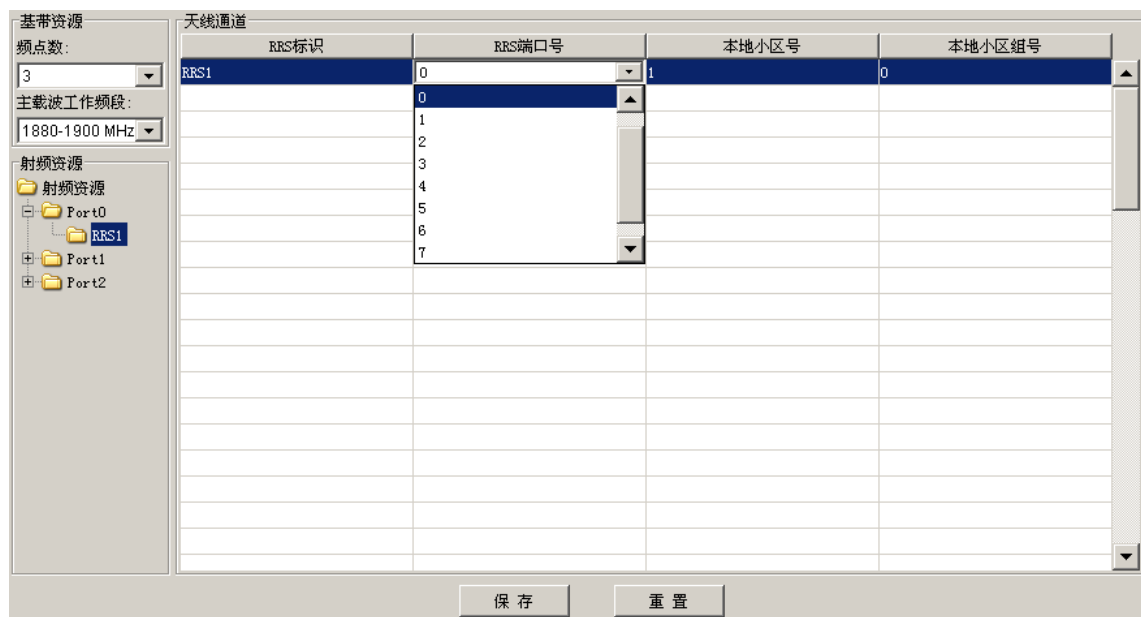 基带资源
频点数:
3
主载波工作频段:
1880-1900 MHz
射频资源
射频资源
Port0
RRS1
Port1
Port2
天线通道
RRS标识 RRS端口号 本地小区号 本地小区组号
RRS1 0 1 0
0
1
2
3
4
5
6
7
保存 重置